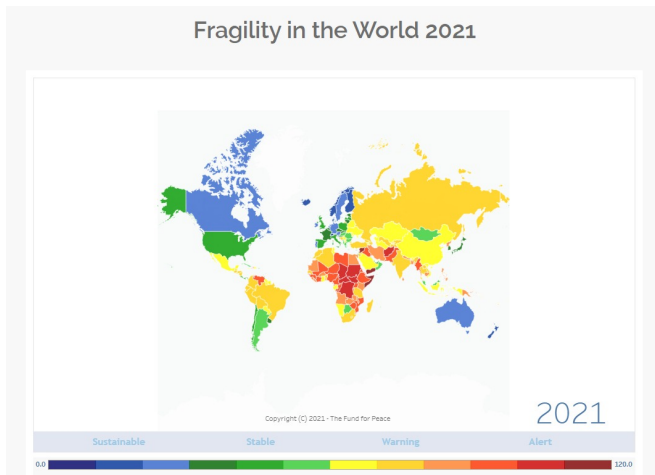 Fragility in the World 2021
Copyright (C) 2021 - The Fund for Peace
2021
Sustainable Stable Warning Alert
0.0 120.0